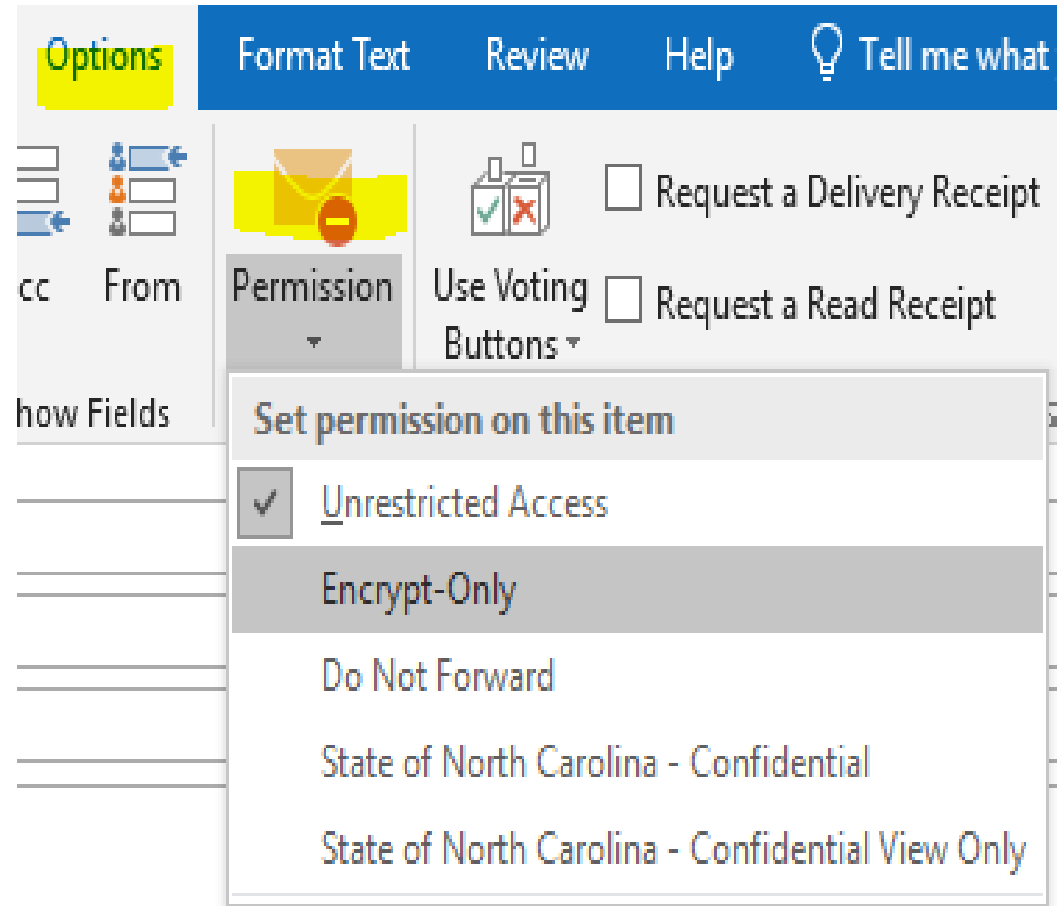 Options Format Text Review Help Tell me what
cc From Permission Use Voting Buttons Request a Delivery Receipt
Request a Read Receipt
how Fields
Set permission on this item
Unrestricted Access
Encrypt-Only
Do Not Forward
State of North Carolina - Confidential
State of North Carolina - Confidential View Only